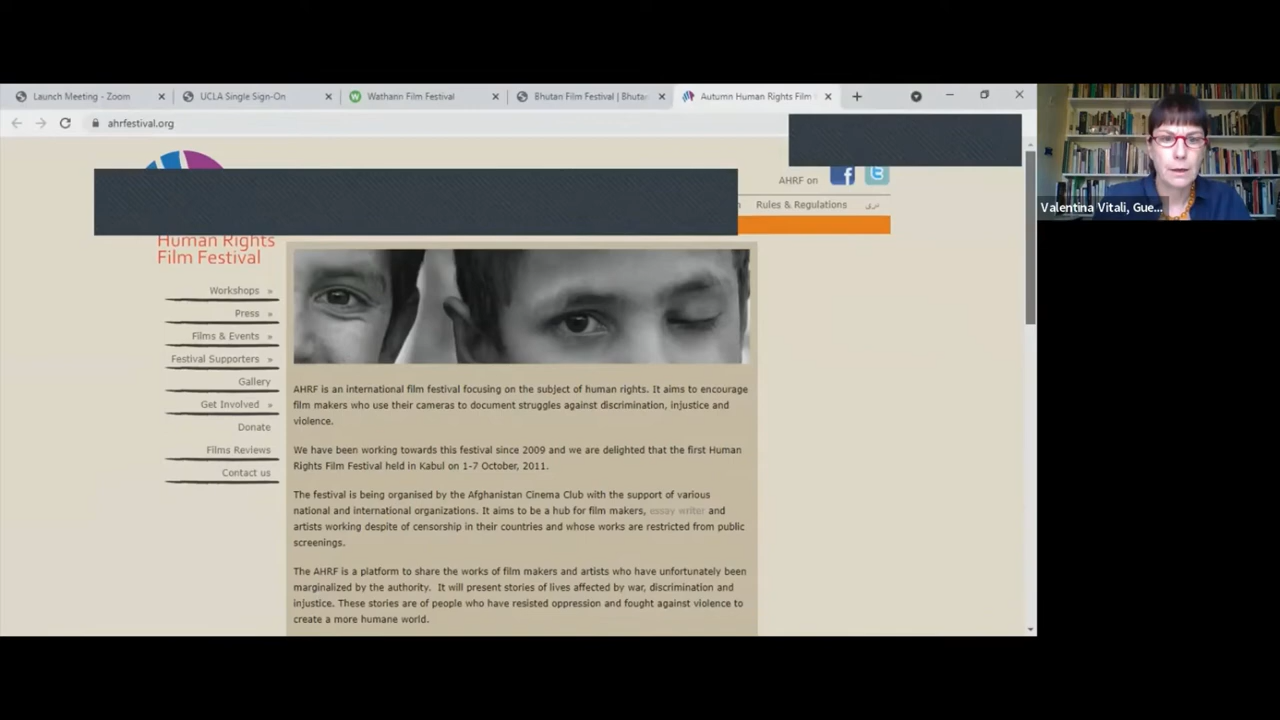 Launch Meeting - Zoom
UCLA Single Sign-On
Wathann Film Festival
Bhutan Film Festival | Bhuta
Autumn Human Rights Film
ahrfestival.org
AHRF on
Rules & Regulations دری
Valentina Vitali, Gue...
Human Rights
Film Festival
Workshops »
Press »
Films & Events »
Festival Supporters »
Gallery
Get Involved »
Donate
Films Reviews
Contact us
AHRF is an international film festival focusing on the subject of human rights. It aims to encourage
film makers who use their cameras to document struggles against discrimination, injustice and
violence.
We have been working towards this festival since 2009 and we are delighted that the first Human
Rights Film Festival held in Kabul on 1-7 October, 2011.
The festival is being organised by the Afghanistan Cinema Club with the support of various
national and international organizations. It aims to be a hub for film makers, essay writer and
artists working despite of censorship in their countries and whose works are restricted from public
screenings.
The AHRF is a platform to share the works of film makers and artists who have unfortunately been
marginalized by the authority. It will present stories of lives affected by war, discrimination and
injustice. These stories are of people who have resisted oppression and fought against violence to
create a more humane world.